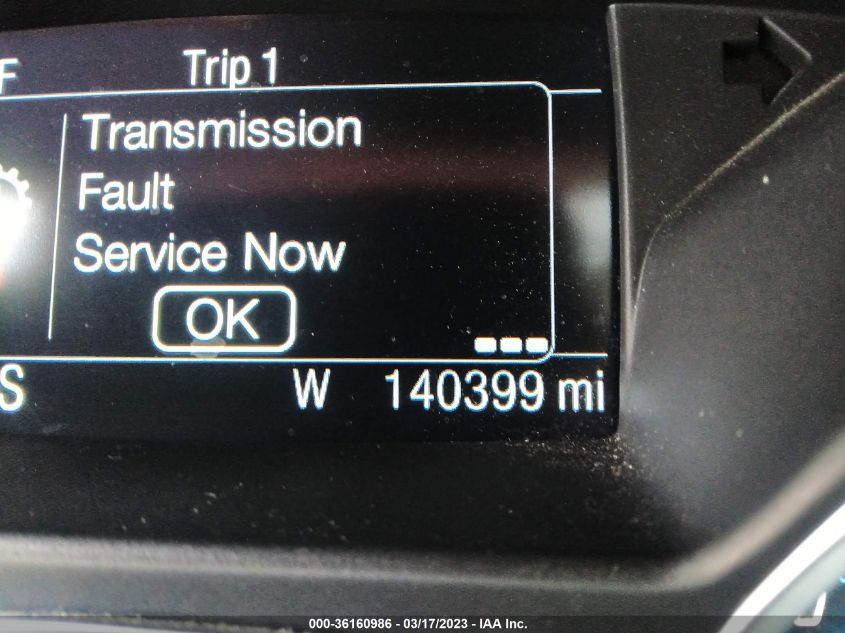 F
Trip 1
Transmission
Fault
Service Now
OK
S W 140399 mi
000-36160986 - 03/17/2023 - IAA Inc.